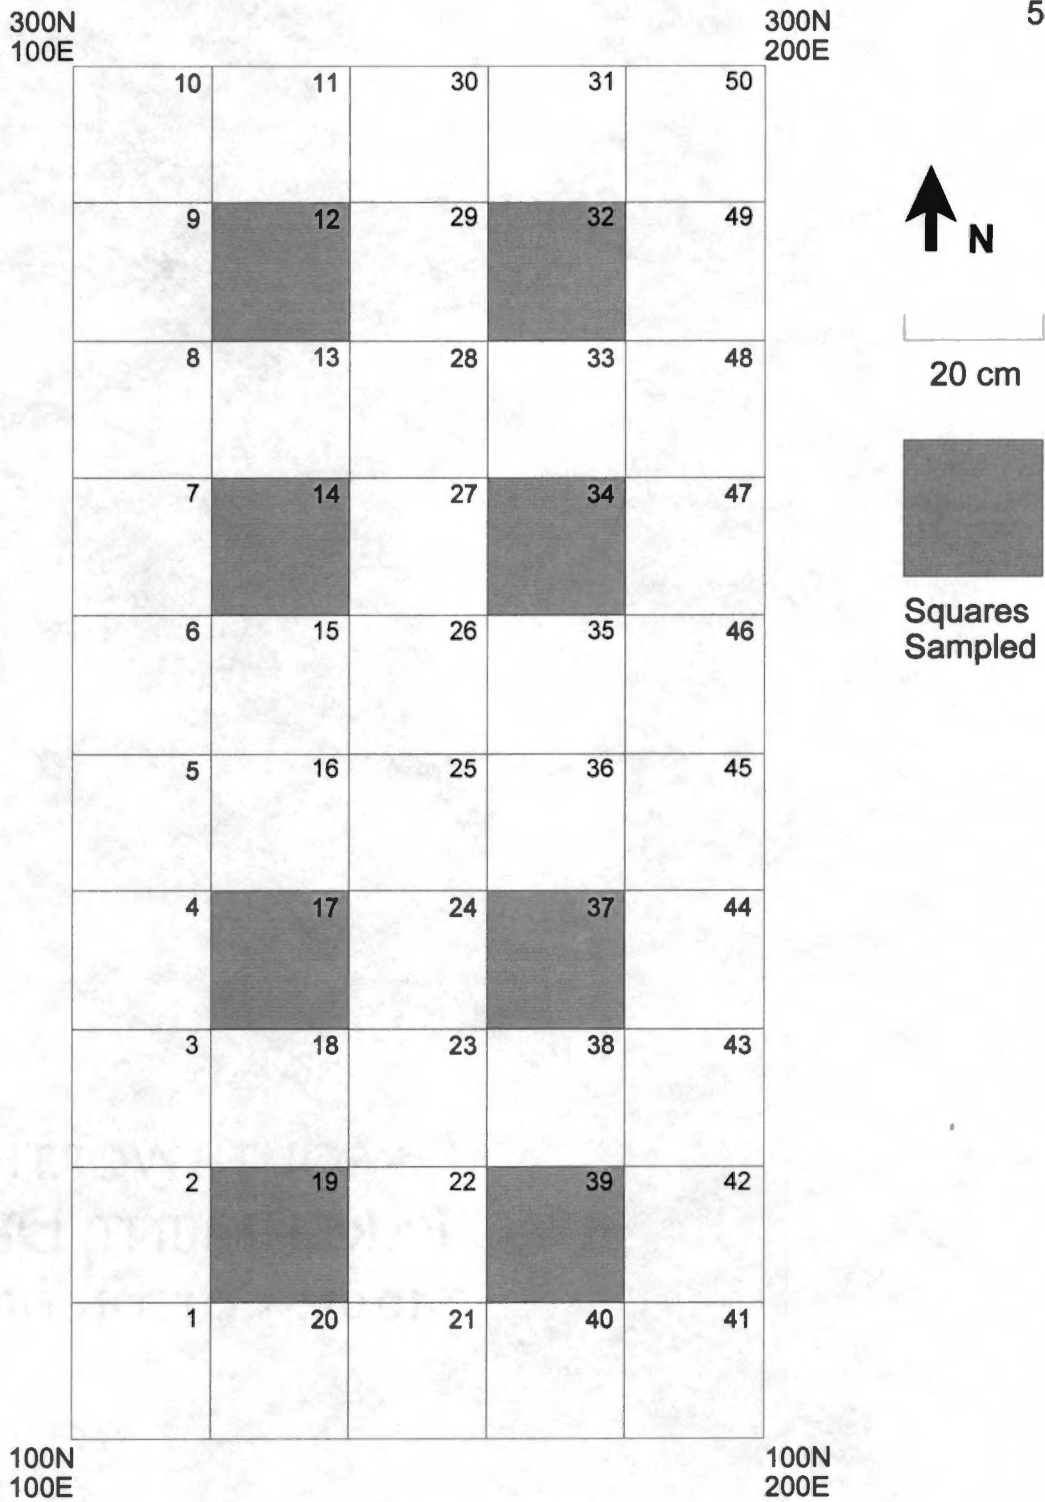 300N
100E
300N
200E
5
10 11 30 31 50
9 12 29 32 49
N
8 13 28 33 48
20 cm
7 14 27 34 47
Squares
Sampled
6 15 26 35 46
5 16 25 36 45
4 17 24 37 44
3 18 23 38 43
2 19 22 39 42
1 20 21 40 41
100N
100E
100N
200E